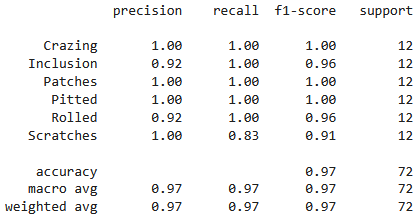 precision recall f1-score support
Crazing 1.00 1.00 1.00 12
Inclusion 0.92 1.00 0.96 12
Patches 1.00 1.00 1.00 12
Pitted 1.00 1.00 1.00 12
Rolled 0.92 1.00 0.96 12
Scratches 1.00 0.83 0.91 12
accuracy 0.97 72
macro avg 0.97 0.97 0.97 72
weighted avg 0.97 0.97 0.97 72